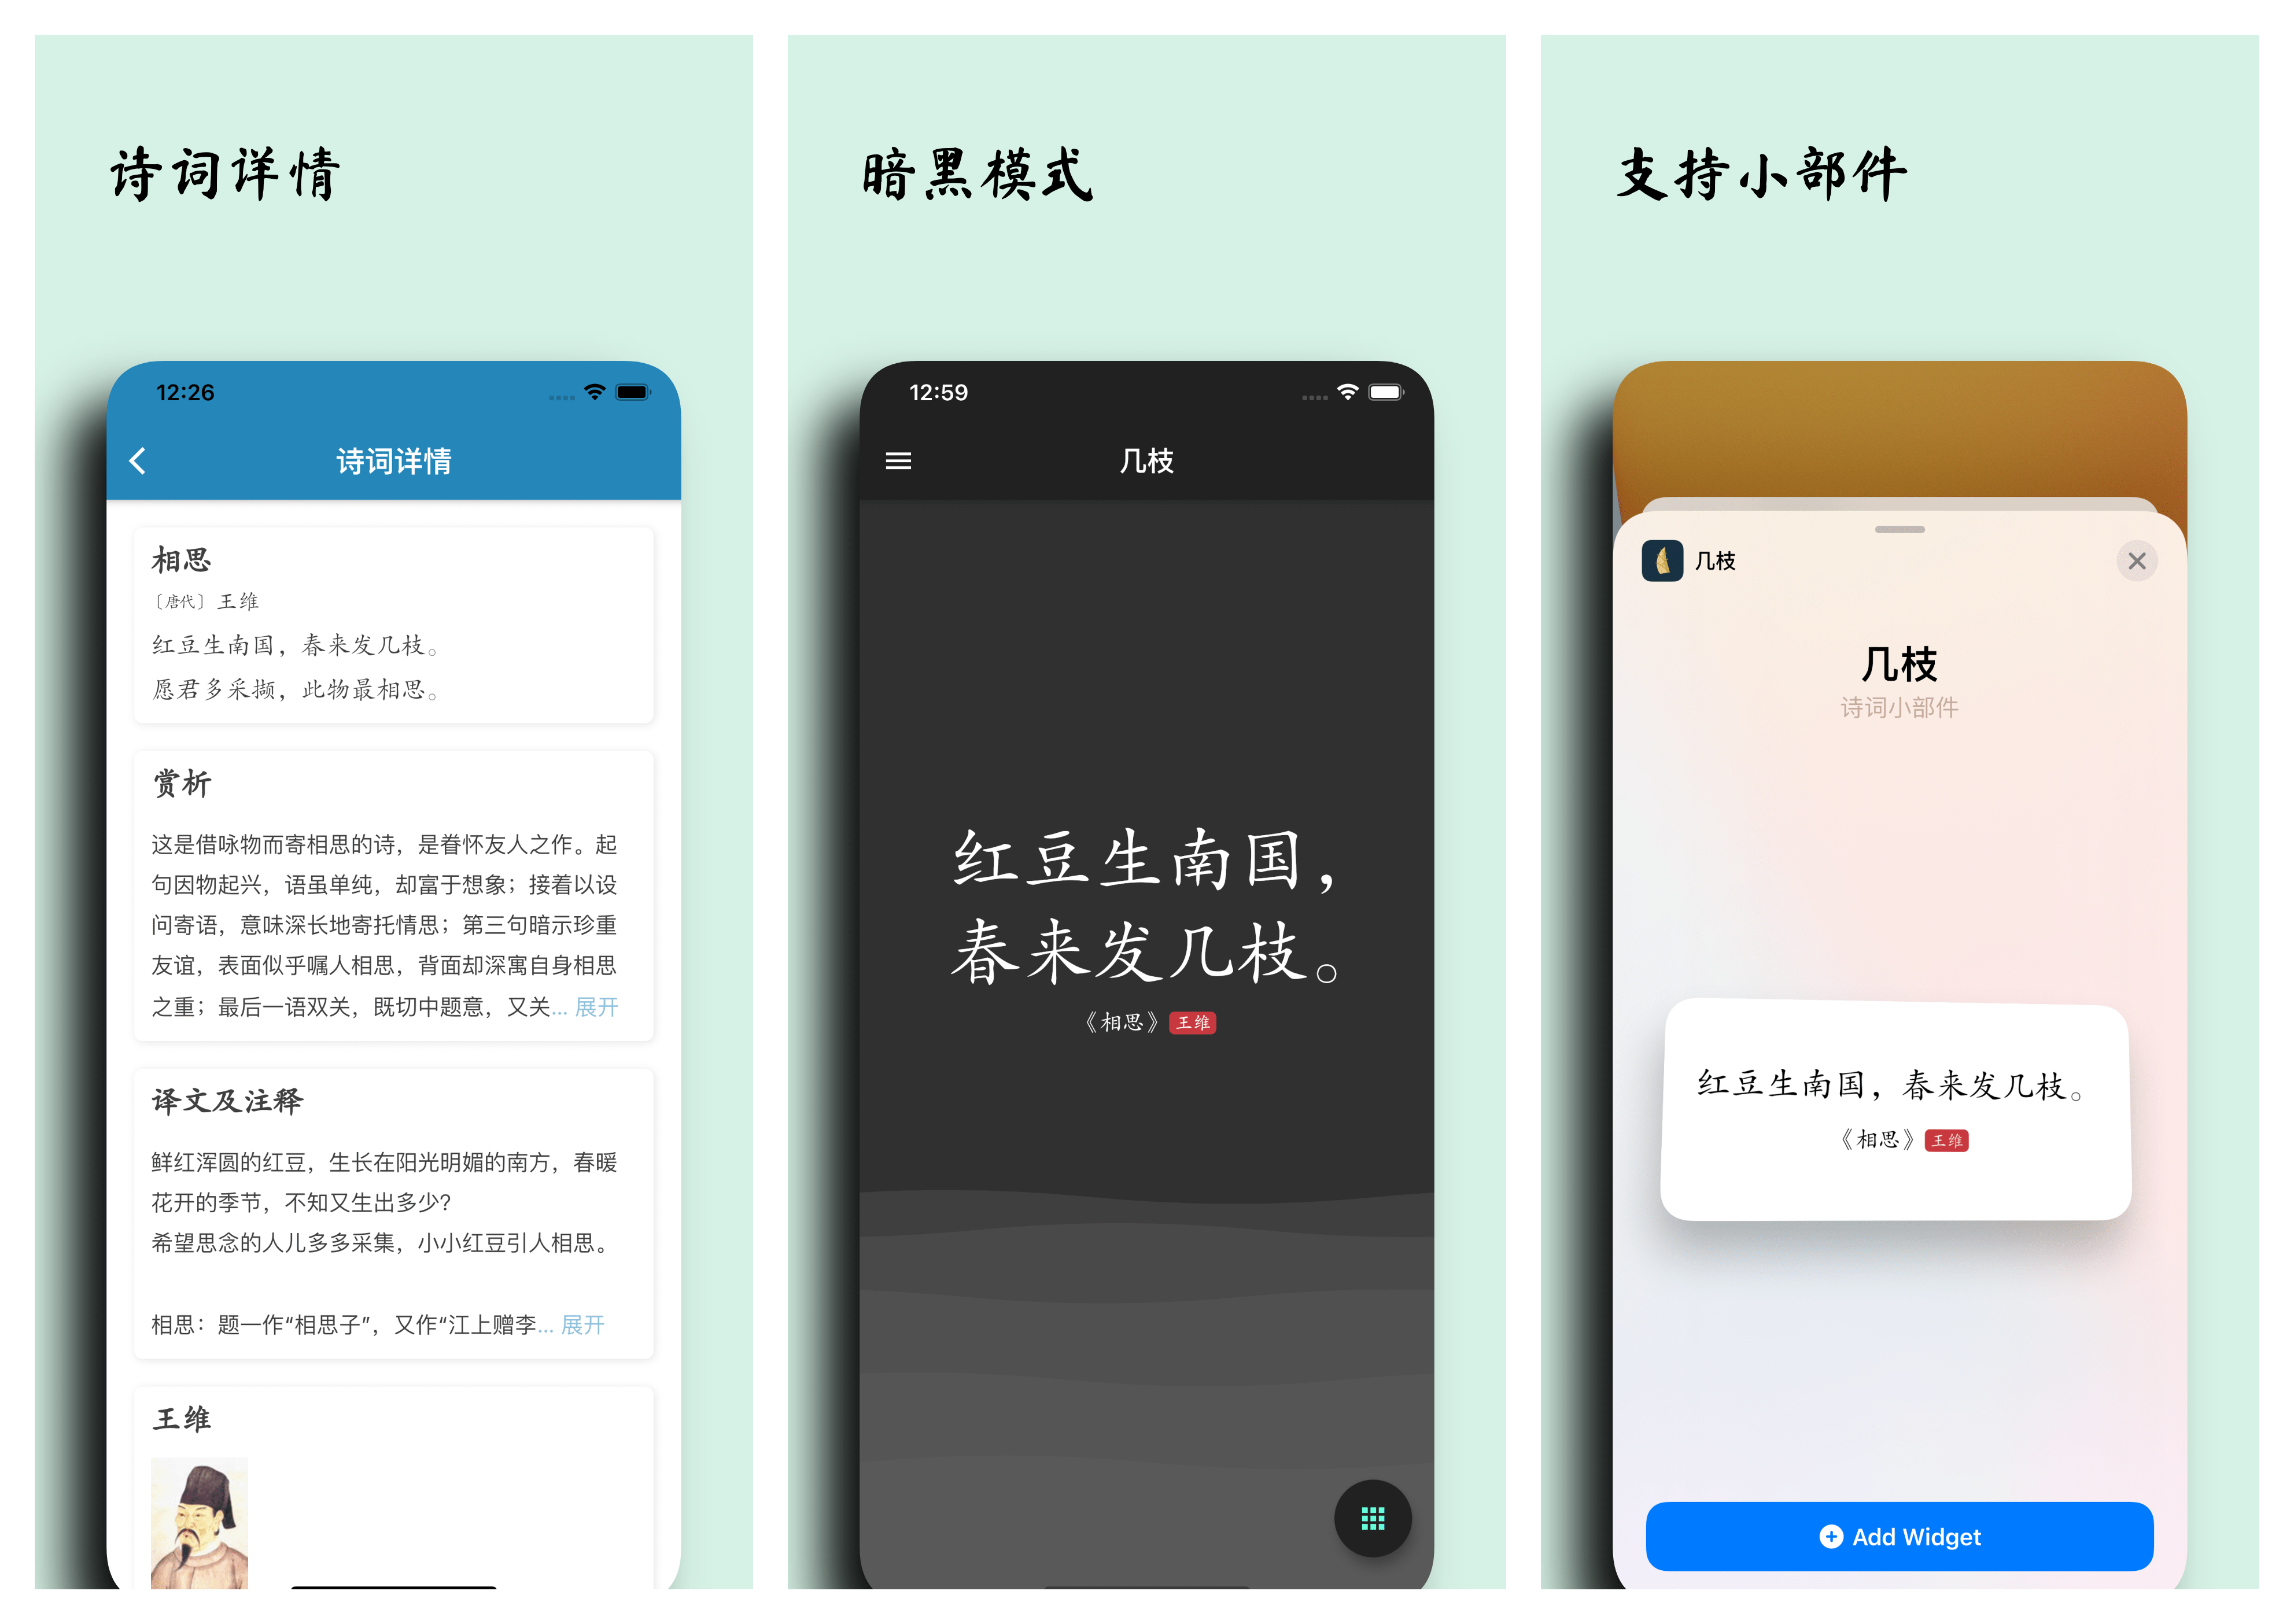 诗词详情
12:26
诗词详情
相思
〔唐代〕王维
红豆生南国，春来发几枝。
愿君多采撷，此物最相思。
赏析
这是借咏物而寄相思的诗，是眷怀友人之作。起
句因物起兴，语虽单纯，却富于想象；接着以设
问寄语，意味深长地寄托情思；第三句暗示珍重
友谊，表面似乎嘱人相思，背面却深寓自身相思
之重；最后一语双关，既切中题意，又关... 展开
译文及注释
鲜红浑圆的红豆，生长在阳光明媚的南方，春暖
花开的季节，不知又生出多少？
希望思念的人儿多多采集，小小红豆引人相思。
相思：题一作“相思子”，又作“江上赠李... 展开
王维
暗黑模式
12:59
几枝
红豆生南国，
春来发几枝。
《相思》王维
支持小部件
几枝
几枝
诗词小部件
红豆生南国，春来发几枝。
《相思》王维
Add Widget